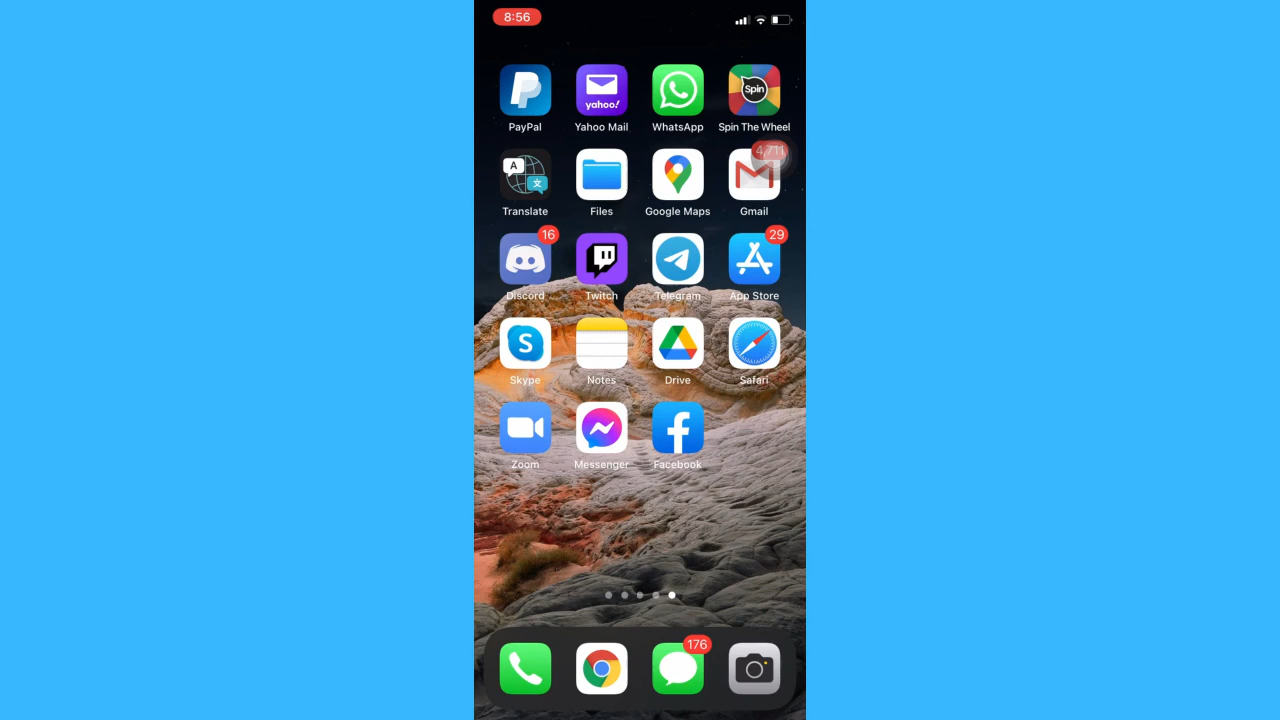 8:56
yahoo!
Spin
PayPal
Yahoo Mail
WhatsApp
Spin The Wheel
4,711
A
文
Translate
Files
Google Maps
Gmail
16
29
Discord
Twitch
Telegram
App Store
S
Skype
Notes
Drive
Safari
Zoom
Messenger
Facebook
176